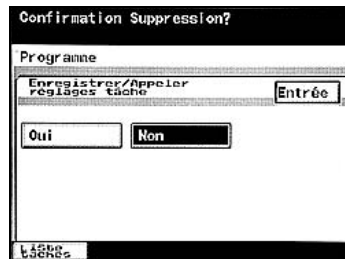 Confirmation Suppression?
Programme
Enregistrer/Appeler
réglages tâche
Entrée
Oui
Non
Liste
tâches